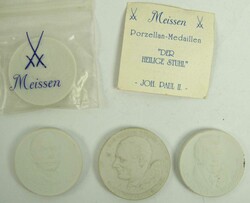 Meissen
Meissen
Porzellan-Medaillen
"DER
HEILIGE STUHL"
- JOH. PAUL II. -